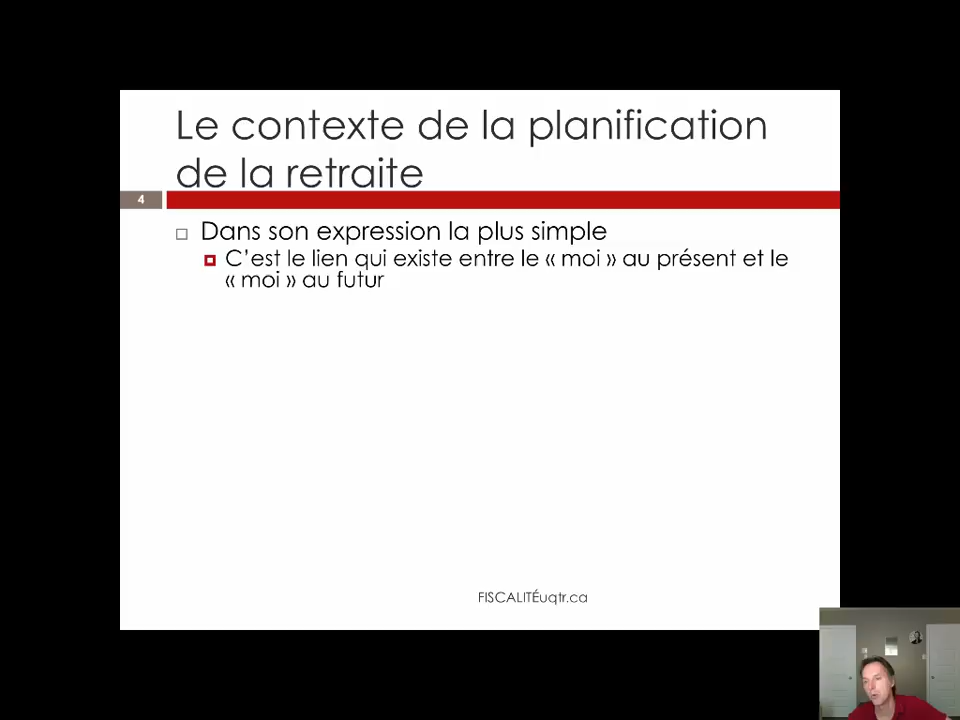 Le contexte de la planification
de la retraite
4
Dans son expression la plus simple
C'est le lien qui existe entre le « moi » au présent et le
« moi » au futur
FISCALITÉuqtr.ca